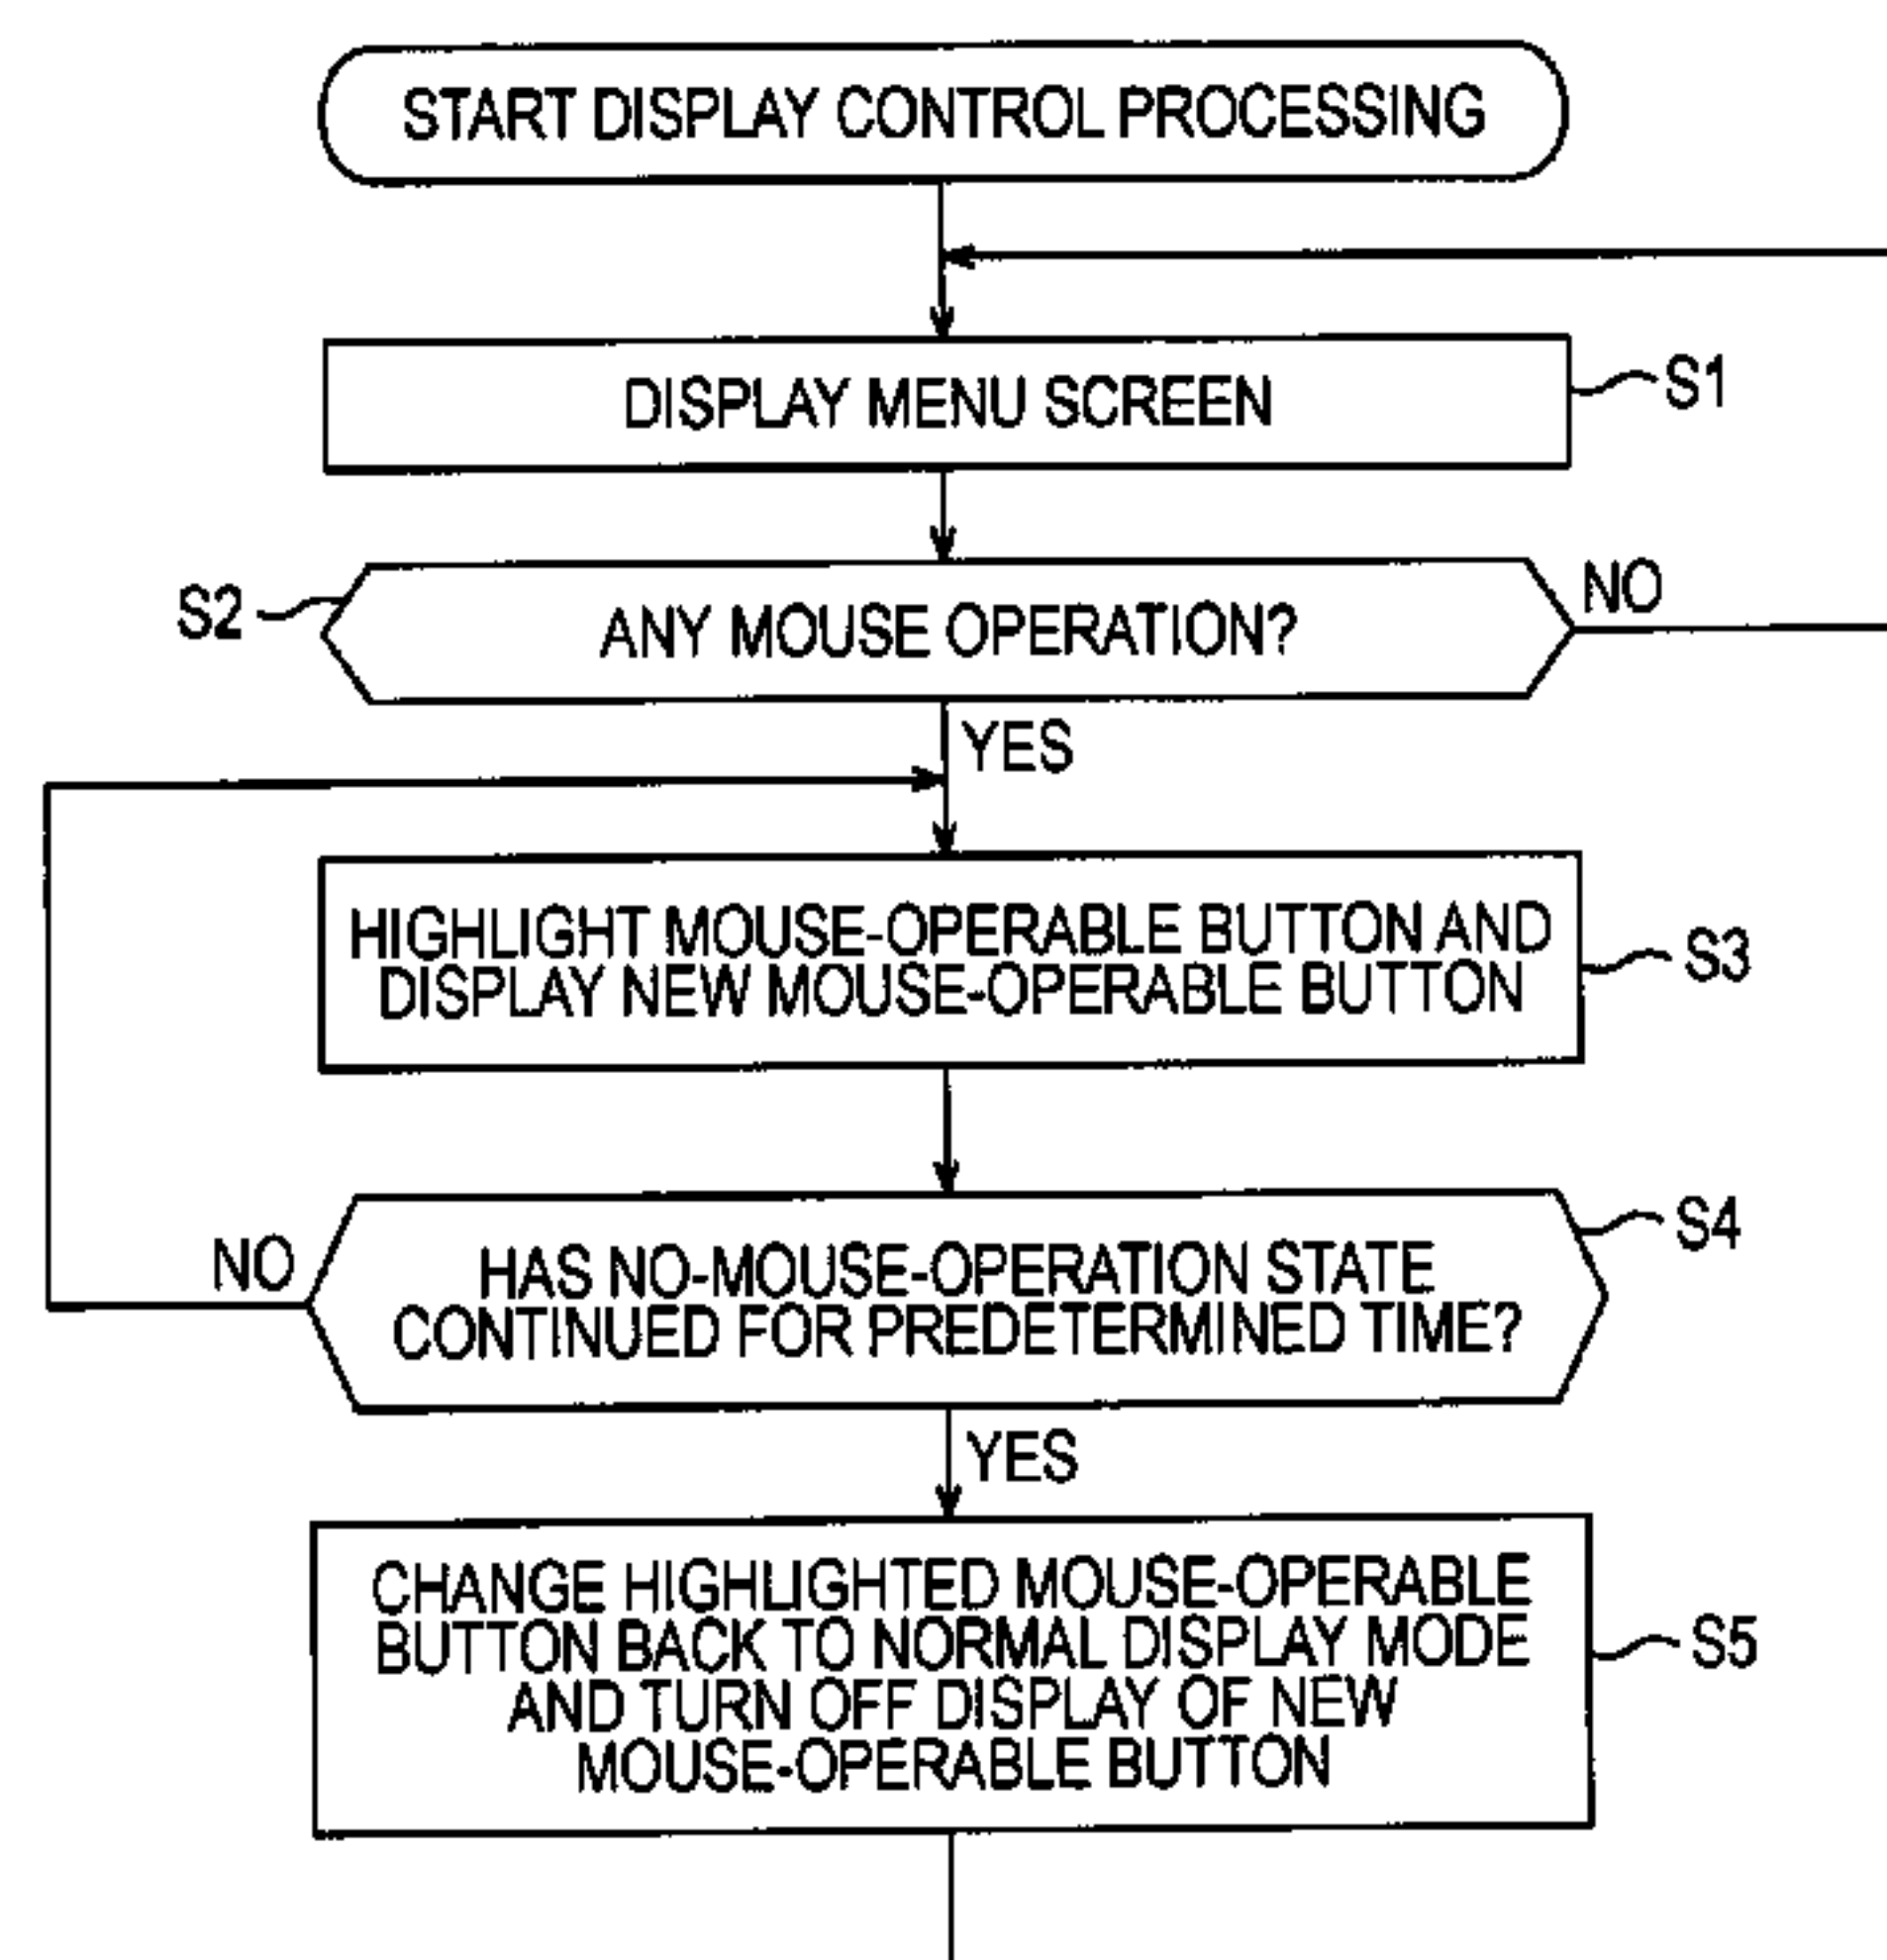 START DISPLAY CONTROL PROCESSING
DISPLAY MENU SCREEN
S1
S2
ANY MOUSE OPERATION?
NO
YES
HIGHLIGHT MOUSE-OPERABLE BUTTON AND
DISPLAY NEW MOUSE-OPERABLE BUTTON
S3
NO
HAS NO-MOUSE-OPERATION STATE
CONTINUED FOR PREDETERMINED TIME?
S4
YES
CHANGE HIGHLIGHTED MOUSE-OPERABLE
BUTTON BACK TO NORMAL DISPLAY MODE
AND TURN OFF DISPLAY OF NEW
MOUSE-OPERABLE BUTTON
S5